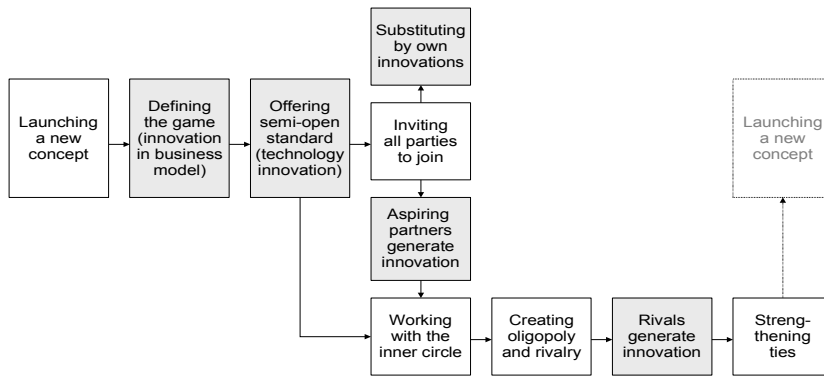 Launching
a new
concept
Defining
the game
(innovation
in business
model)
Offering
semi-open
standard
(technology
innovation)
Substituting
by own
innovations
Inviting
all parties
to join
Aspiring
partners
generate
innovation
Working
with the
inner circle
Creating
oligopoly
and rivalry
Rivals
generate
innovation
Streng-
thening
ties
Launching
a new
concept